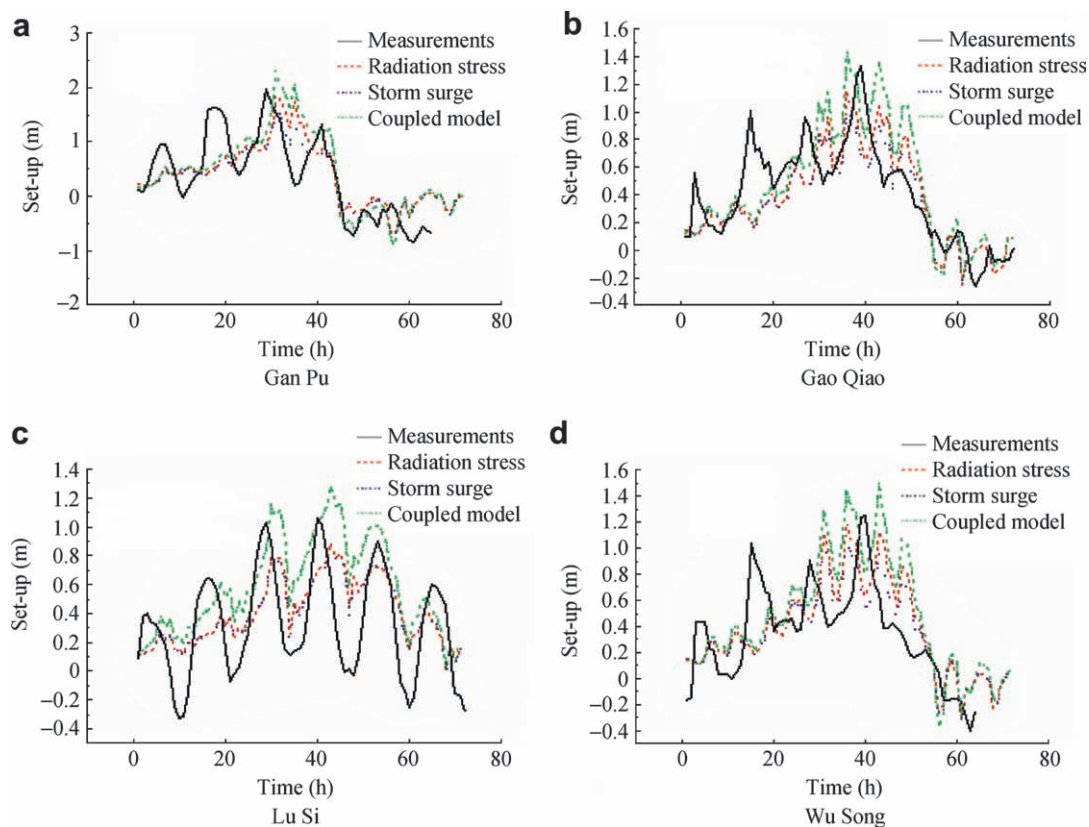 a
Measurements
Radiation stress
Storm surge
Coupled model
3
2
1
0
−1
−2
Set-up (m)
0 20 40 60 80
Time (h)
Gan Pu
b
Measurements
Radiation stress
Storm surge
Coupled model
1.6
1.4
1.2
1.0
0.8
0.6
0.4
0.2
0
−0.2
−0.4
Set-up (m)
0 20 40 60 80
Time (h)
Gao Qiao
c
Measurements
Radiation stress
Storm surge
Coupled model
1.4
1.2
1.0
0.8
0.6
0.4
0.2
0
−0.2
−0.4
Set-up (m)
0 20 40 60 80
Time (h)
Lu Si
d
Measurements
Radiation stress
Storm surge
Coupled model
1.6
1.4
1.2
1.0
0.8
0.6
0.4
0.2
0
−0.2
−0.4
Set-up (m)
0 20 40 60 80
Time (h)
Wu Song